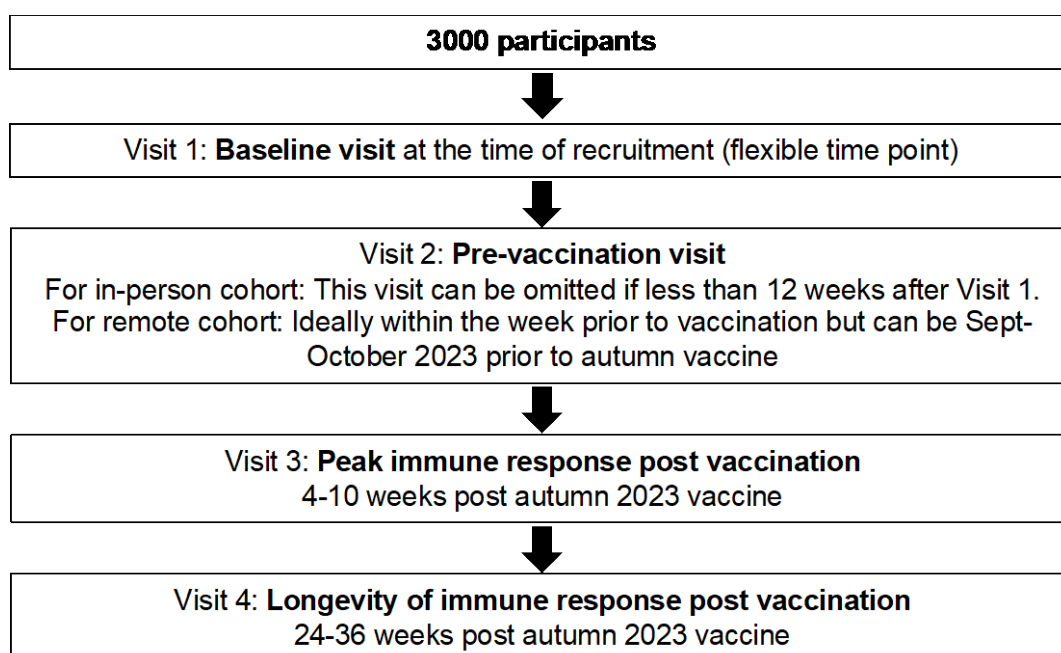 3000 participants
Visit 1: Baseline visit at the time of recruitment (flexible time point)
Visit 2: Pre-vaccination visit
For in-person cohort: This visit can be omitted if less than 12 weeks after Visit 1.
For remote cohort: Ideally within the week prior to vaccination but can be Sept-
October 2023 prior to autumn vaccine
Visit 3: Peak immune response post vaccination
4-10 weeks post autumn 2023 vaccine
Visit 4: Longevity of immune response post vaccination
24-36 weeks post autumn 2023 vaccine